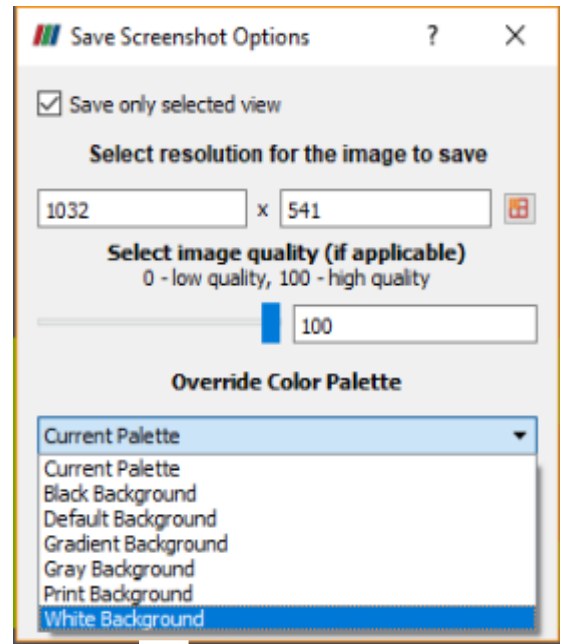 Save Screenshot Options ? X
Save only selected view
Select resolution for the image to save
1032 x 541
Select image quality (if applicable)
0 - low quality, 100 - high quality
100
Override Color Palette
Current Palette
Current Palette
Black Background
Default Background
Gradient Background
Gray Background
Print Background
White Background